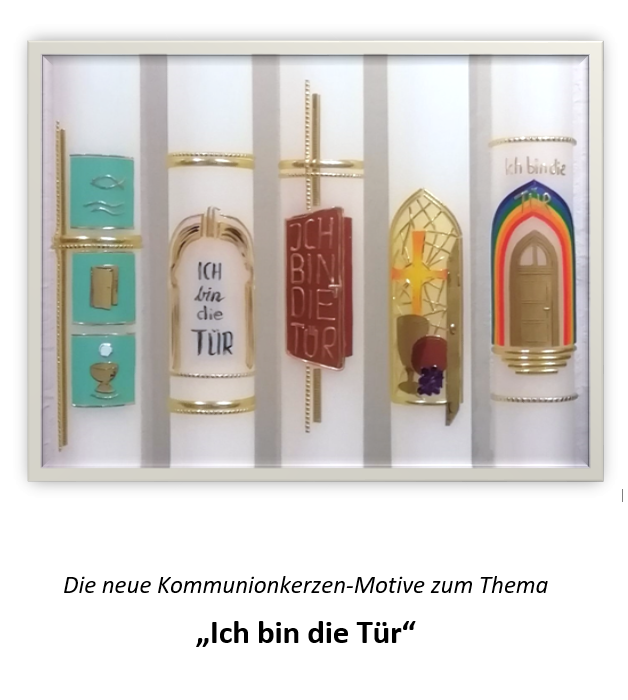 ICH
bin
die
TÜR
JCH
BIN
DIE
TÜR
Ich bin die
TÜR
Die neue Kommunionkerzen-Motive zum Thema
„Ich bin die Tür“